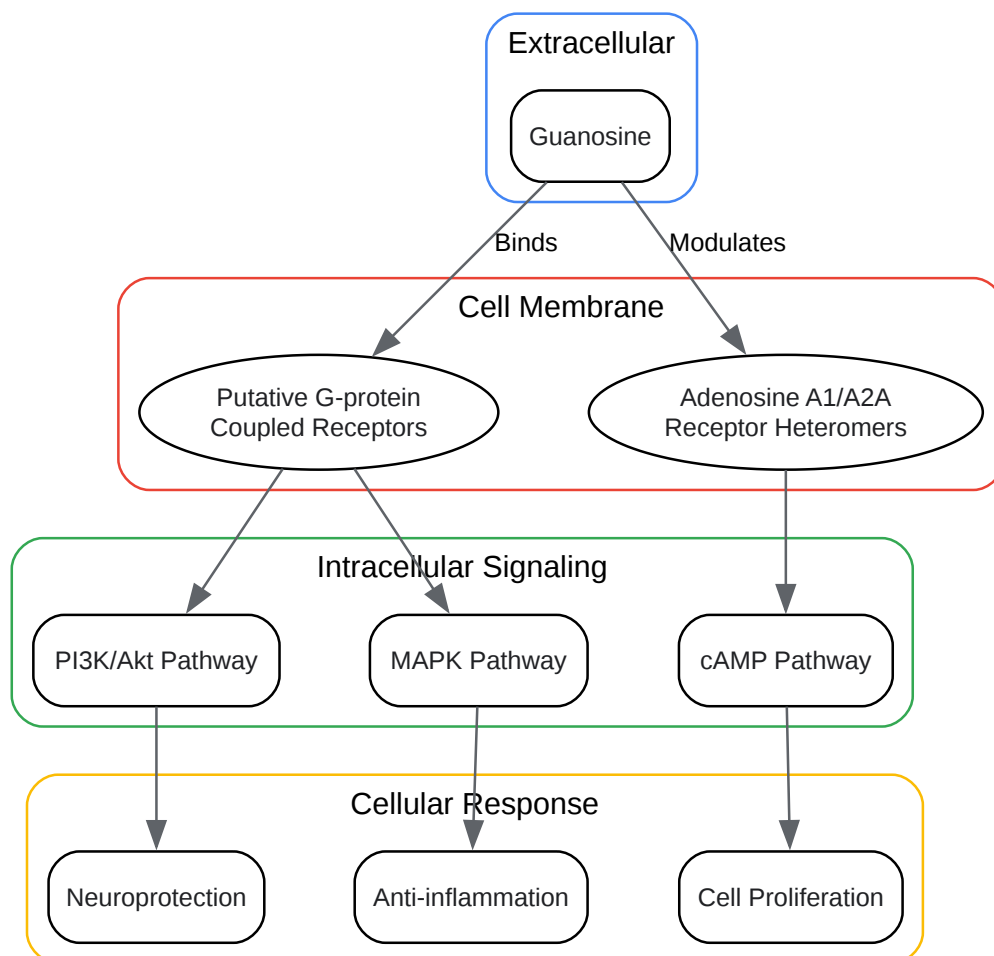 Extracellular
Guanosine
Binds
Modulates
Cell Membrane
Putative G-protein
Coupled Receptors
Adenosine A1/A2A
Receptor Heteromers
Intracellular Signaling
PI3K/Akt Pathway
MAPK Pathway
cAMP Pathway
Cellular Response
Neuroprotection
Anti-inflammation
Cell Proliferation